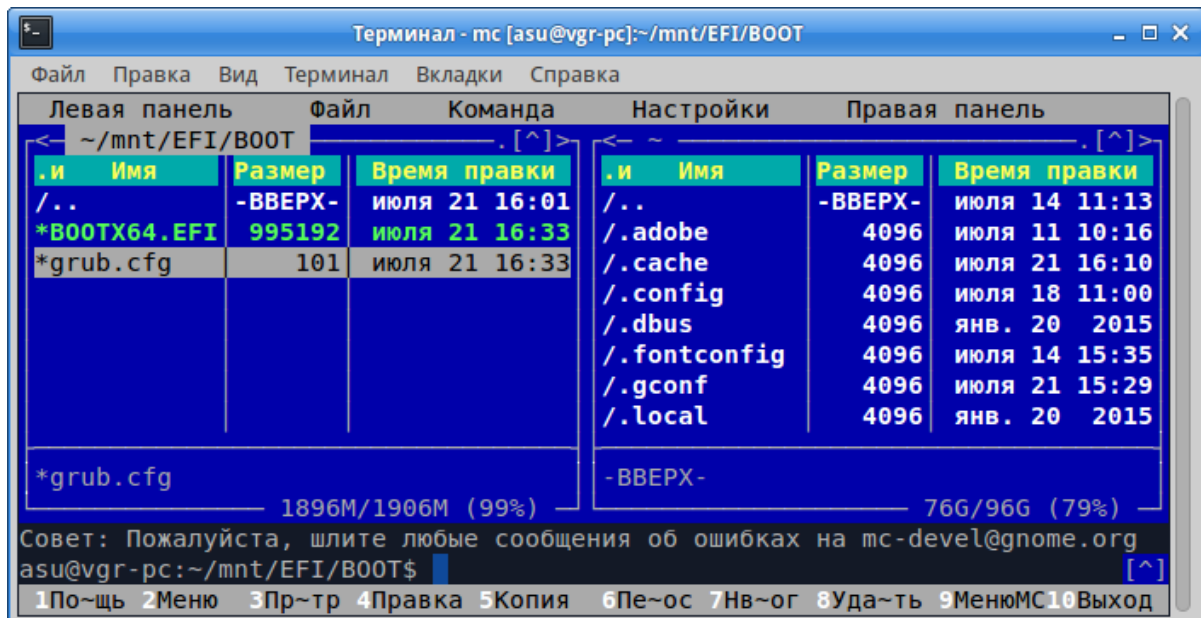 Терминал - mc [asu@vgr-pc]:~/mnt/EFI/BOOT
Файл Правка Вид Терминал Вкладки Справка
Левая панель Файл Команда Настройки Правая панель
<─ ~/mnt/EFI/BOOT .[^]> <─ ~ .[^]>
.и Имя Размер Время правки .и Имя Размер Время правки
/.. -ВВЕРХ- июля 21 16:01 /.. -ВВЕРХ- июля 14 11:13
*BOOTX64.EFI 995192 июля 21 16:33 /.adobe 4096 июля 11 10:16
*grub.cfg 101 июля 21 16:33 /.cache 4096 июля 21 16:10
/.config 4096 июля 18 11:00
/.dbus 4096 янв. 20 2015
/.fontconfig 4096 июля 14 15:35
/.gconf 4096 июля 21 15:29
/.local 4096 янв. 20 2015
*grub.cfg -ВВЕРХ-
1896M/1906M (99%) 76G/96G (79%)
Совет: Пожалуйста, шлите любые сообщения об ошибках на mc-devel@gnome.org
asu@vgr-pc:~/mnt/EFI/BOOT$ [^]
1По~щь 2Меню 3Пр~тр 4Правка 5Копия 6Пе~ос 7Нв~ог 8Уда~ть 9МенюМС 10Выход